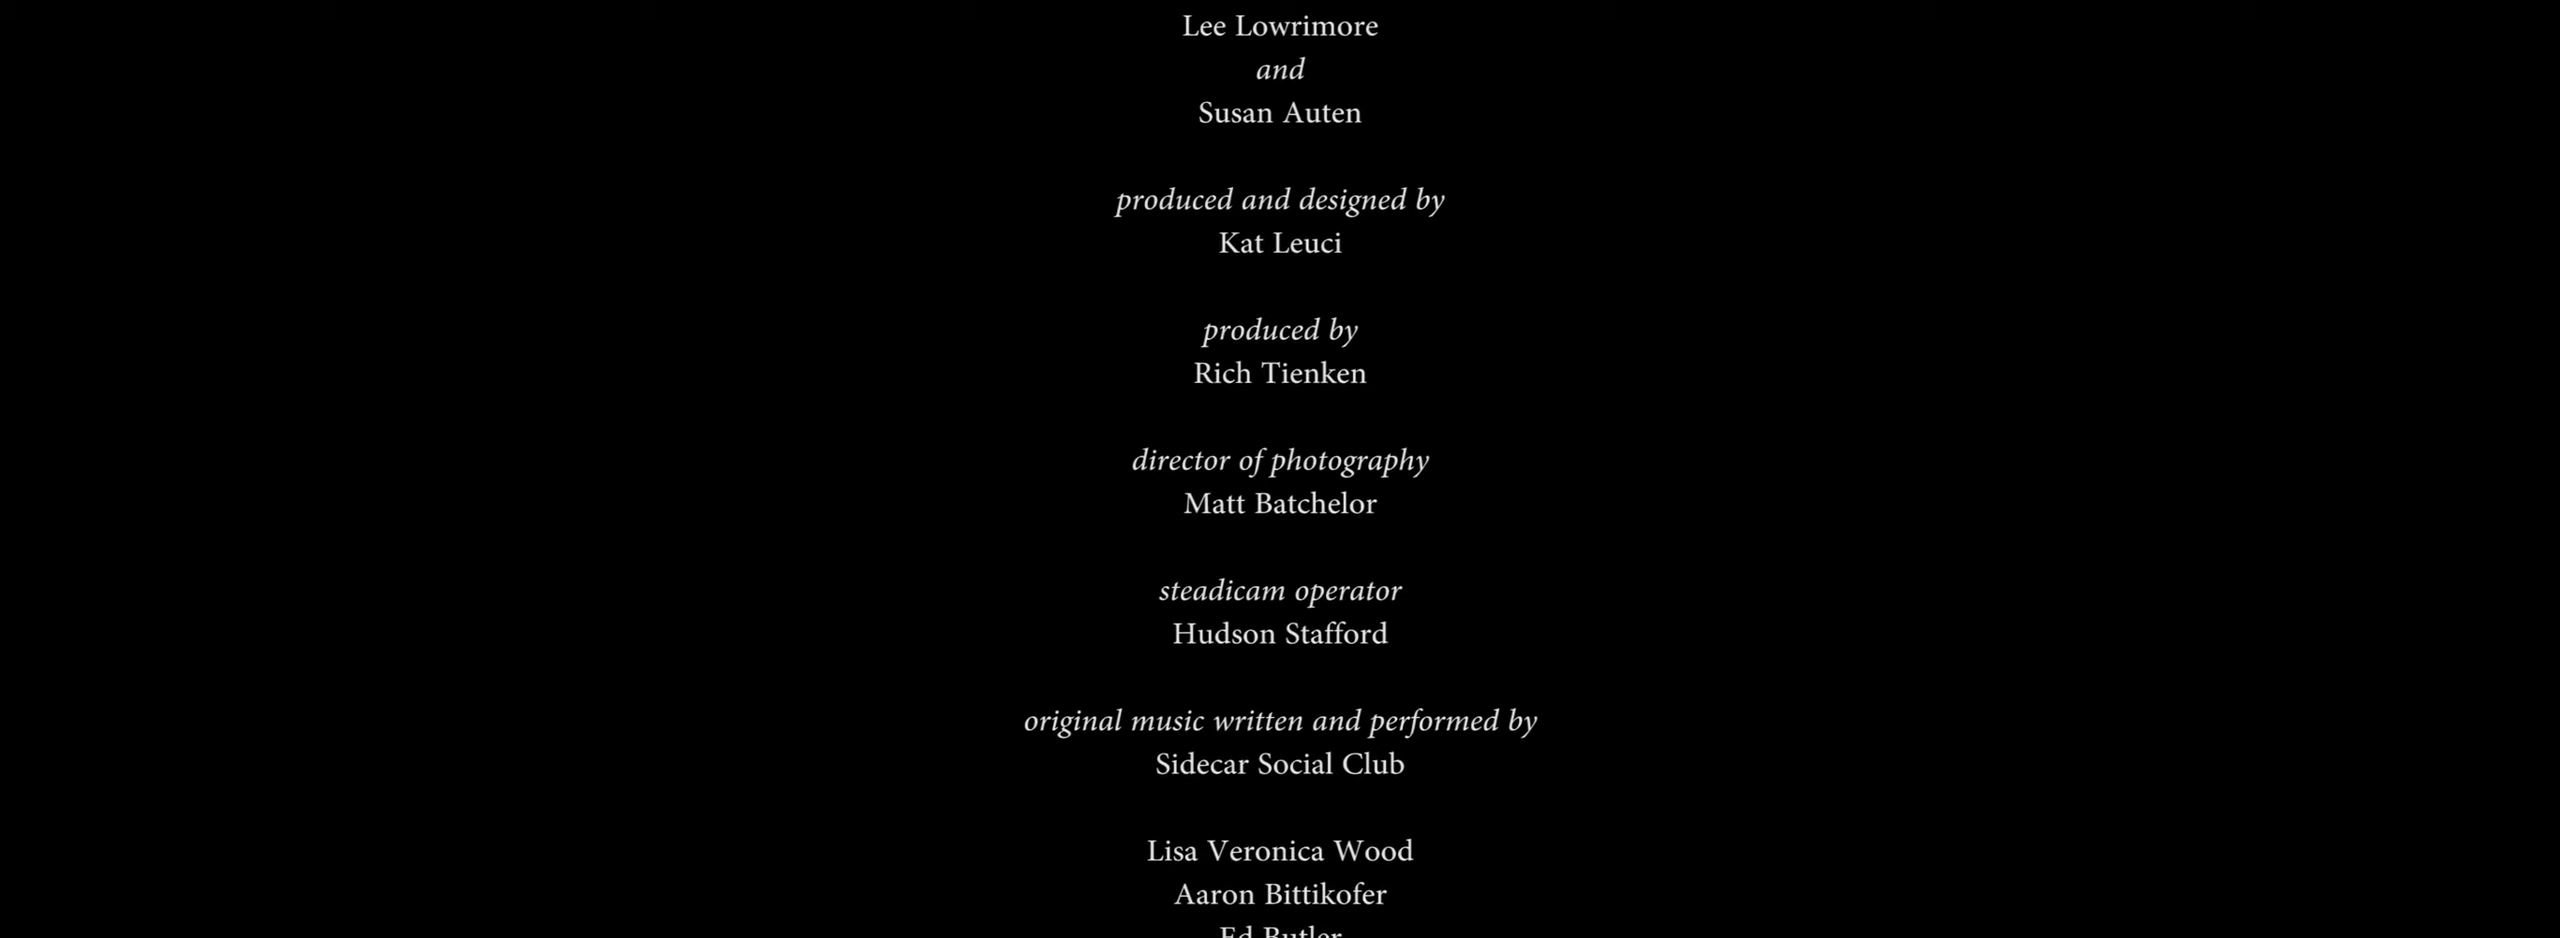 Lee Lowrimore
and
Susan Auten
produced and designed by
Kat Leuci
produced by
Rich Tienken
director of photography
Matt Batchelor
steadicam operator
Hudson Stafford
original music written and performed by
Sidecar Social Club
Lisa Veronica Wood
Aaron Bittikofer
Ed Butler